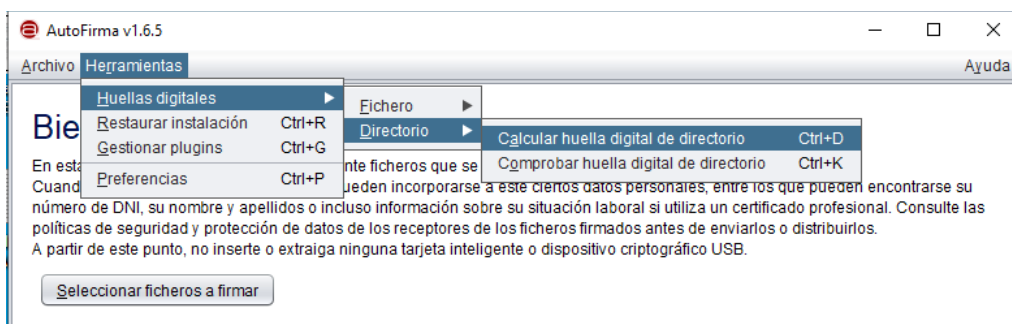 AutoFirma v1.6.5
Archivo Herramientas Ayuda
Huellas digitales
Restaurar instalación Ctrl+R
Gestionar plugins Ctrl+G
Preferencias Ctrl+P
Fichero
Directorio
Calcular huella digital de directorio Ctrl+D
Comprobar huella digital de directorio Ctrl+K
Bie
En esta nte ficheros que se
Cuand ueden incorporarse a este ciertos datos personales, entre los que pueden encontrarse su
número de DNI, su nombre y apellidos o incluso información sobre su situación laboral si utiliza un certificado profesional. Consulte las
políticas de seguridad y protección de datos de los receptores de los ficheros firmados antes de enviarlos o distribuirlos.
A partir de este punto, no inserte o extraiga ninguna tarjeta inteligente o dispositivo criptográfico USB.
Seleccionar ficheros a firmar